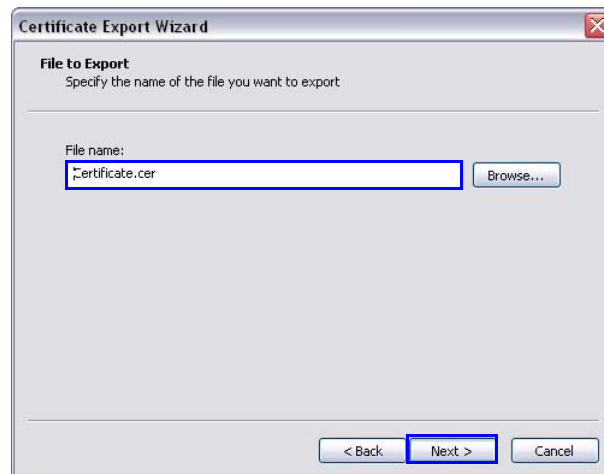 Certificate Export Wizard
File to Export
Specify the name of the file you want to export
File name:
Certificate.cer
Browse...
< Back
Next >
Cancel